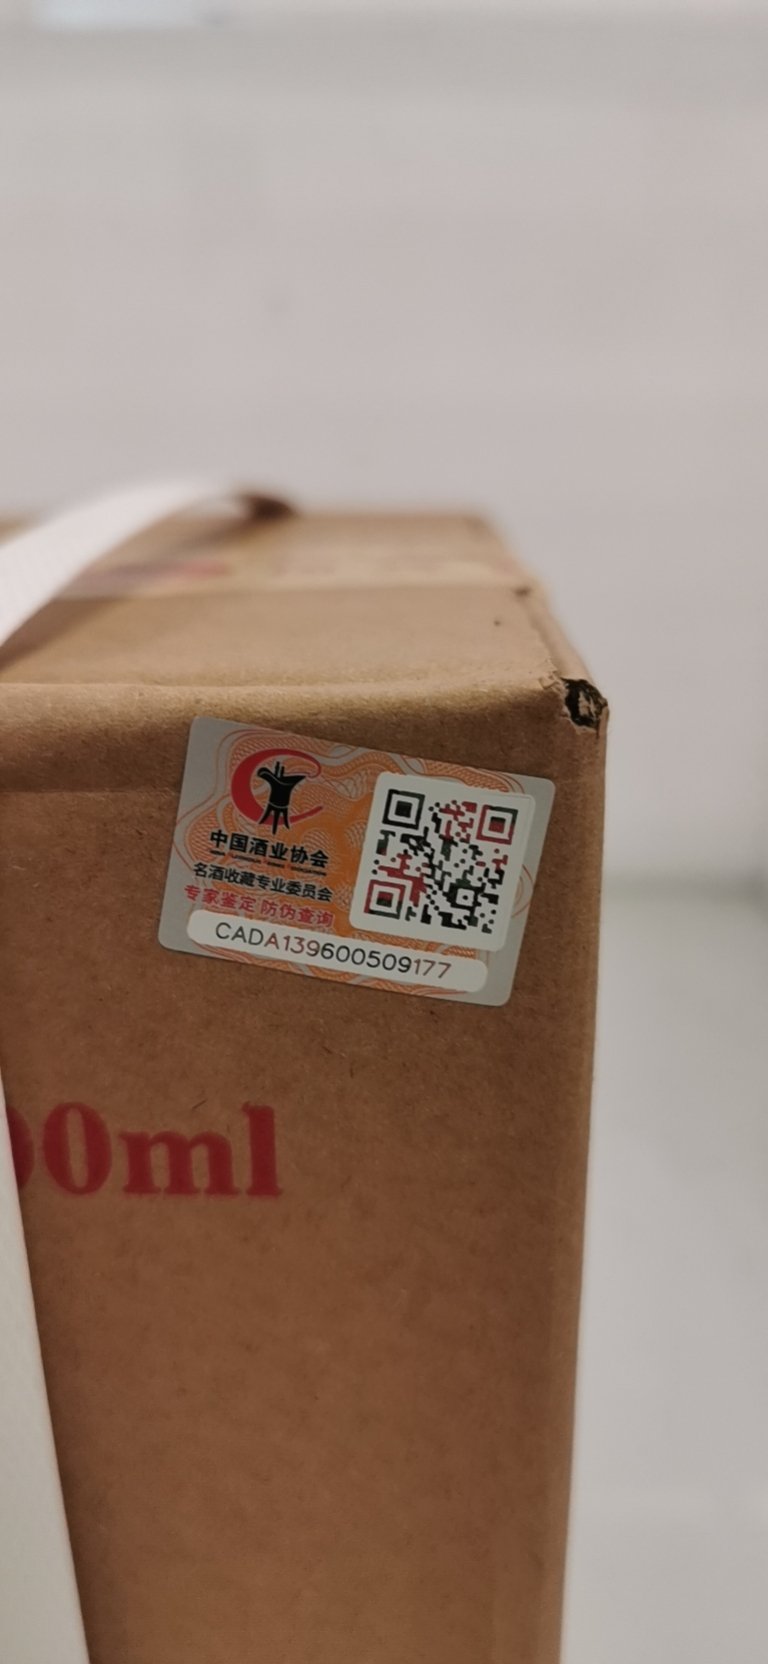 中国酒业协会
名酒收藏专业委员会
专家鉴定 防伪查询
CADA139600509177
00ml